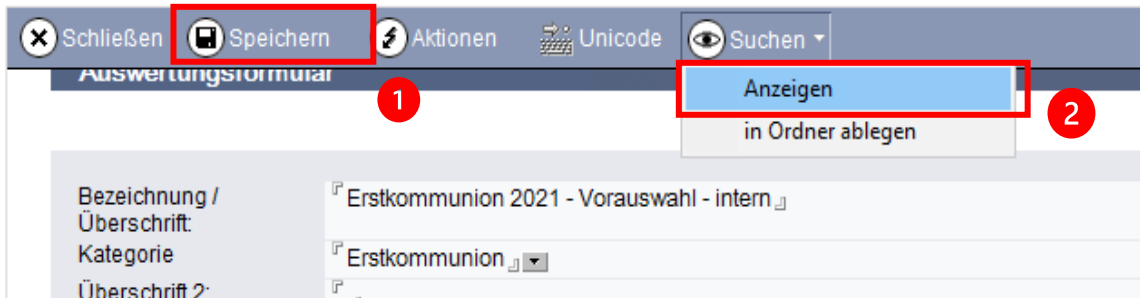 Schließen Speichern Aktionen Unicode Suchen
Auswertungsformular
1
Anzeigen
2
in Ordner ablegen
Bezeichnung / Erstkommunion 2021 - Vorauswahl - intern
Überschrift:
Kategorie Erstkommunion
Überschrift 2: